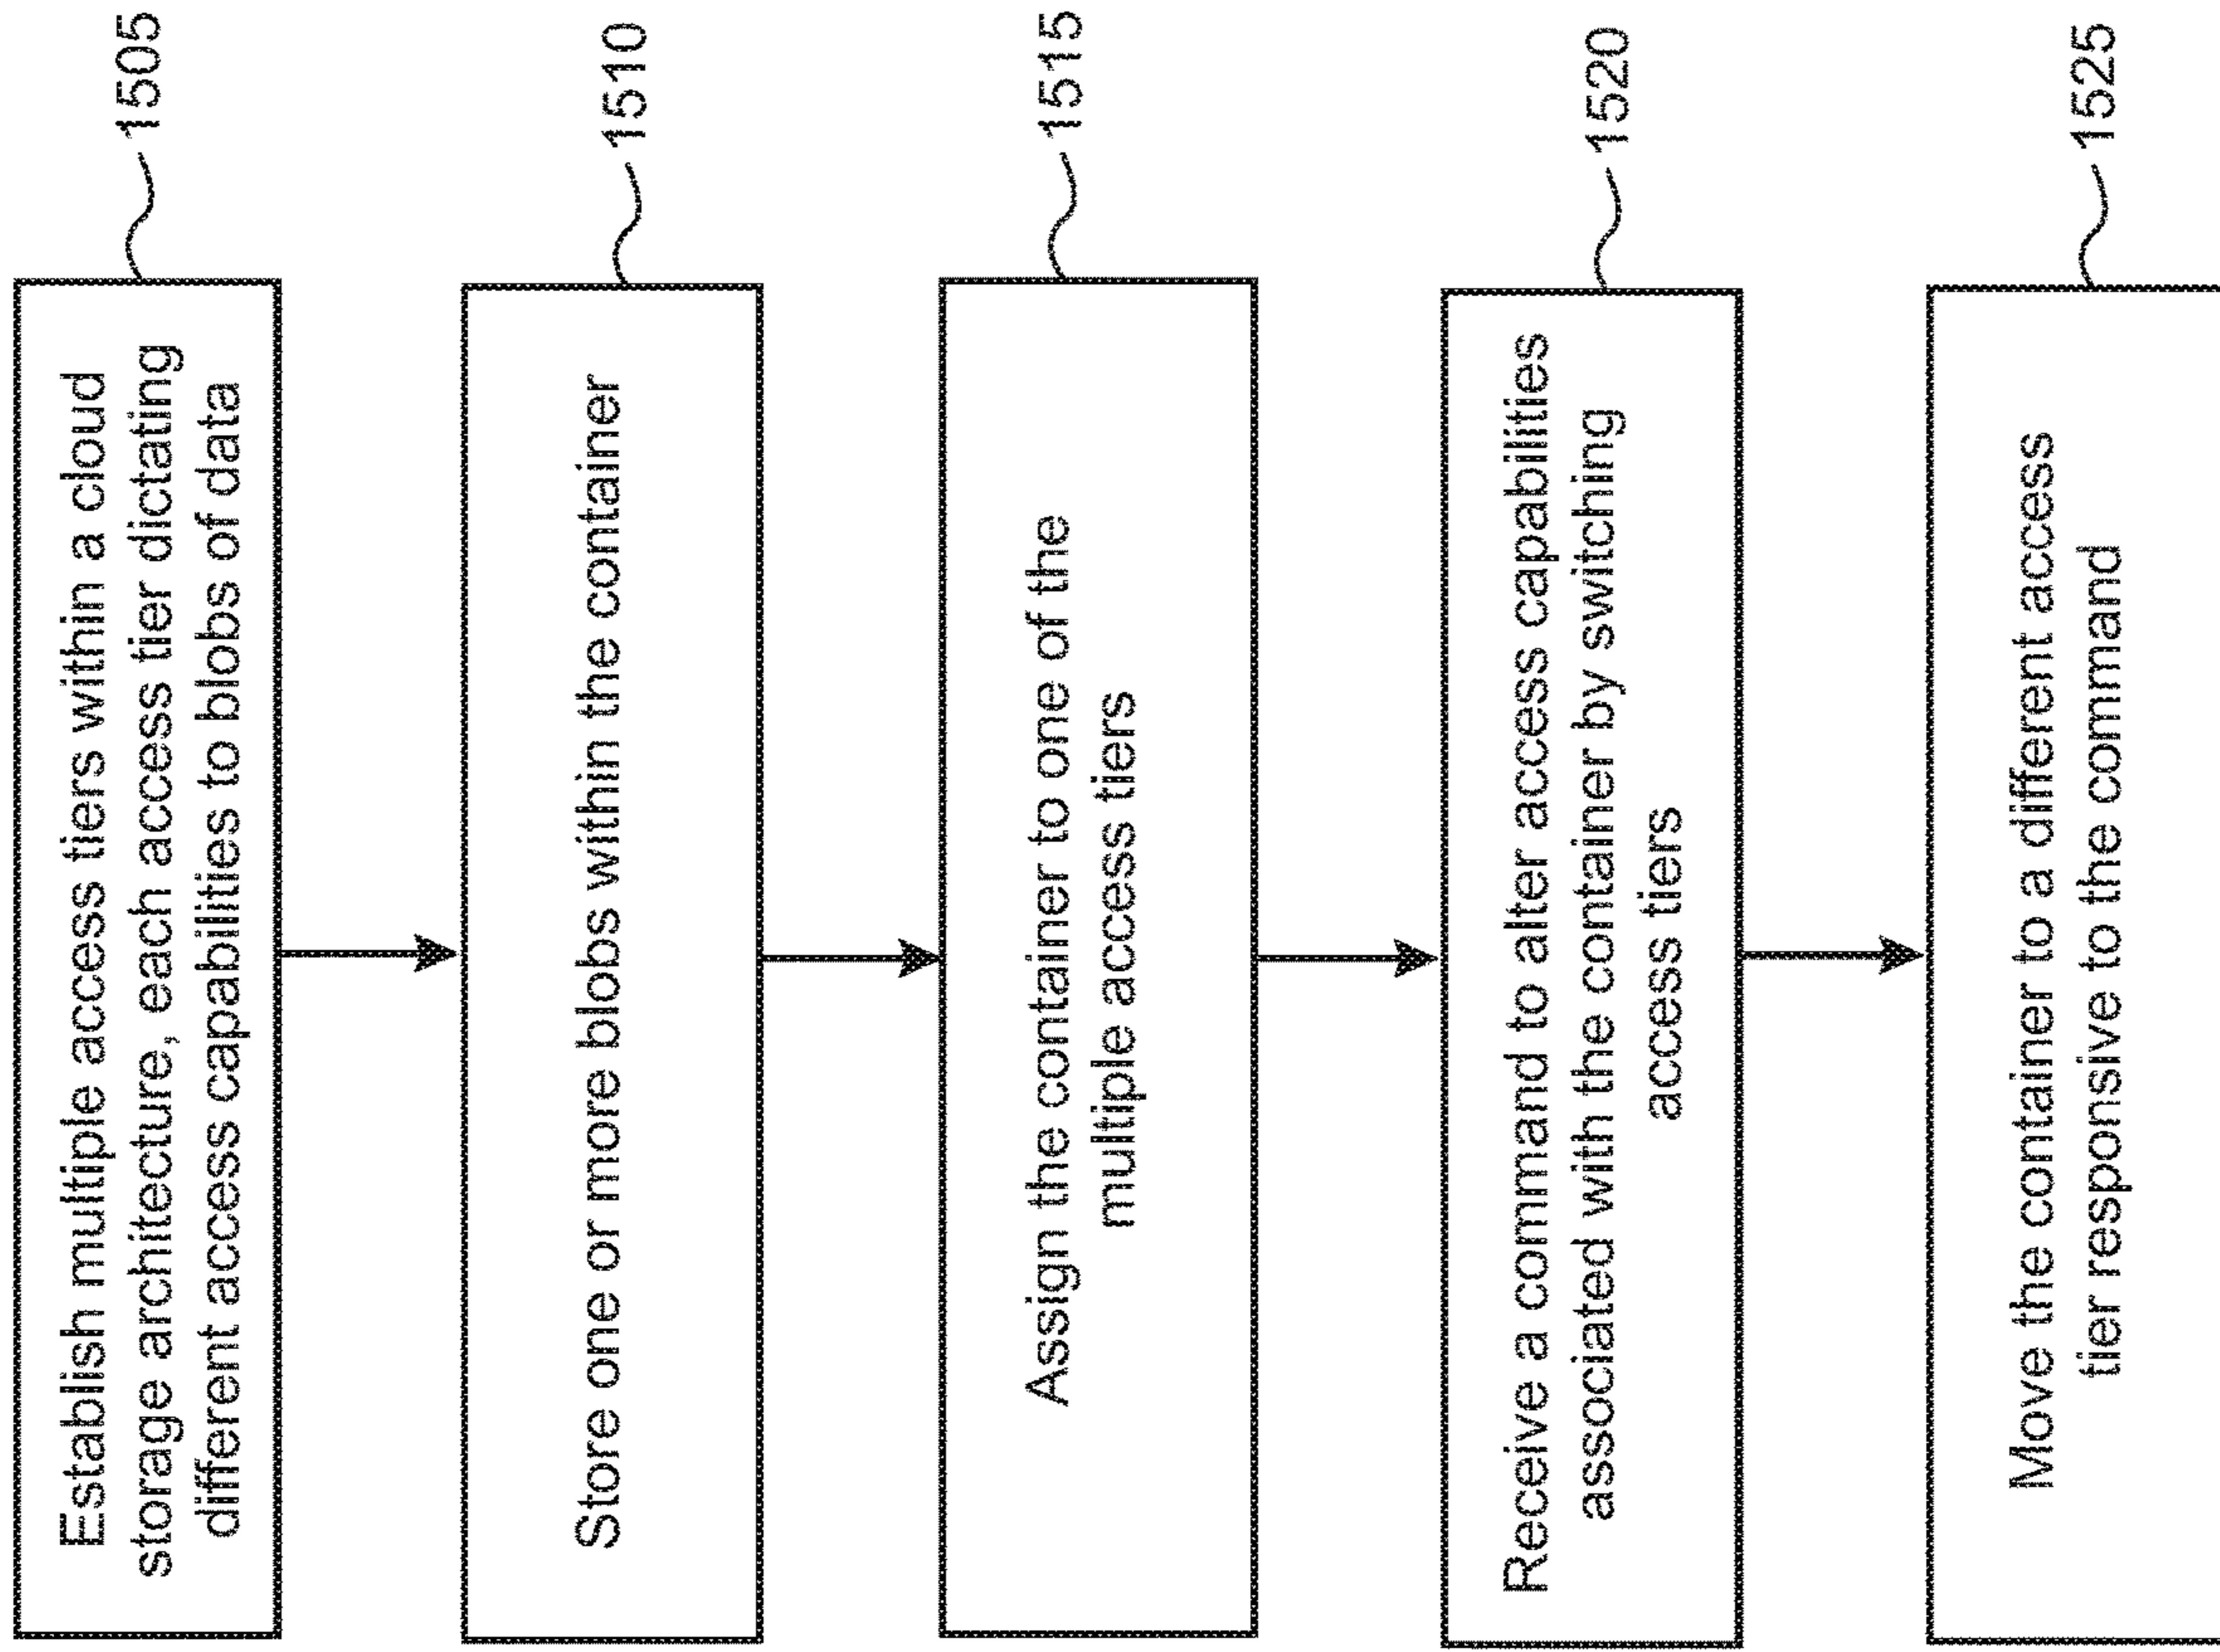 Establish multiple access tiers within a cloud
storage architecture, each access tier dictating
different access capabilities to blobs of data
1505
Store one or more blobs within the container
1510
Assign the container to one of the
multiple access tiers
1515
Receive a command to alter access capabilities
associated with the container by switching
access tiers
1520
Move the container to a different access
tier responsive to the command
1525